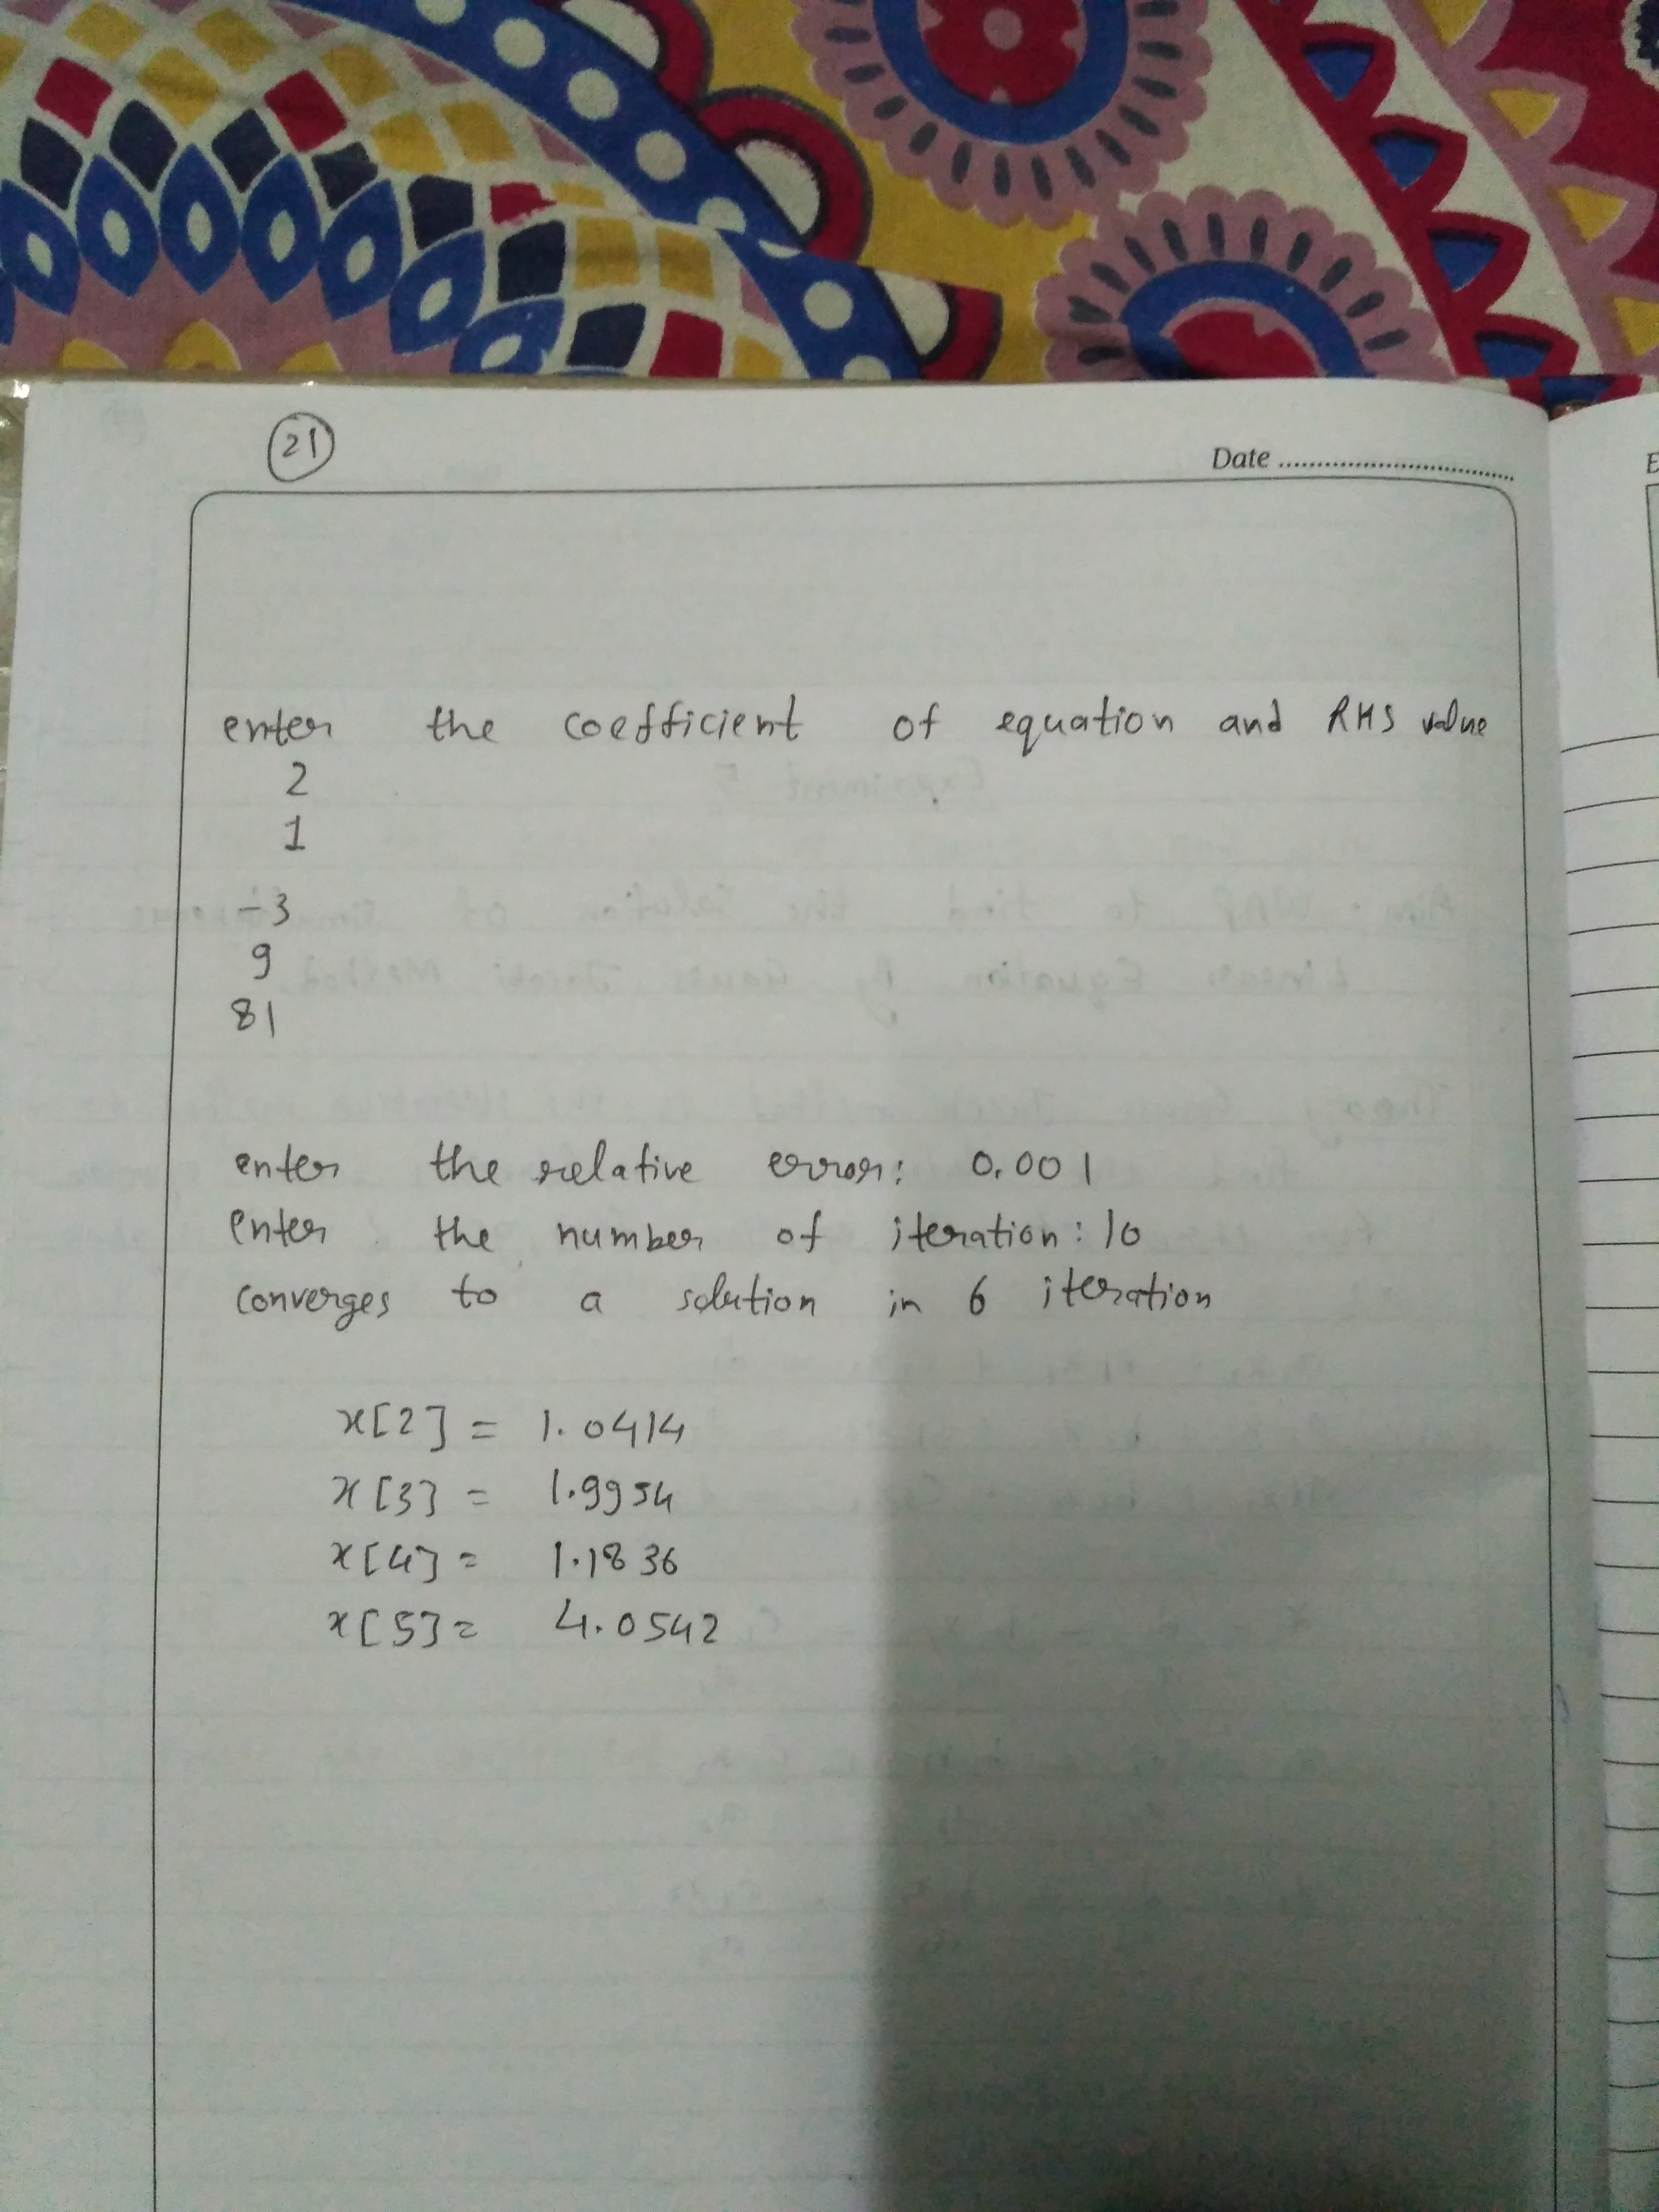 21
Date
enter the coefficient of equation and RHS value
2
1
-3
9
81
enter the relative error: 0.001
enter the number of iteration: 10
converges to a solution in 6 iteration
x[2] = 1.0414
x[3] = 1.9954
x[4] = 1.1836
x[5] = 4.0542